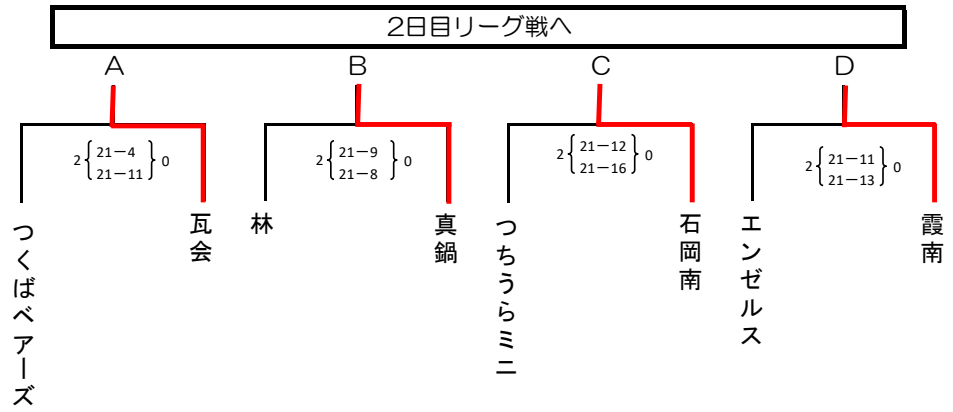 2日目リーグ戦へ
A
B
C
D
2 { 21－4 } 0
21－11
2 { 21－9 } 0
21－8
2 { 21－12 } 0
21－16
2 { 21－11 } 0
21－13
つくばベアーズ
瓦会
林
真鍋
つちうらミニ
石岡南
エンゼルス
霞南